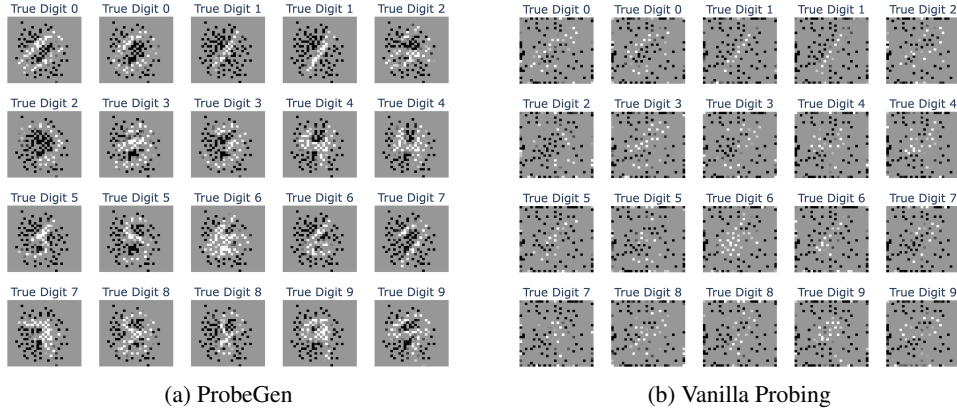 True Digit 0 True Digit 0 True Digit 1 True Digit 1 True Digit 2
True Digit 2 True Digit 3 True Digit 3 True Digit 4 True Digit 4
True Digit 5 True Digit 5 True Digit 6 True Digit 6 True Digit 7
True Digit 7 True Digit 8 True Digit 8 True Digit 9 True Digit 9
(a) ProbeGen
True Digit 0 True Digit 0 True Digit 1 True Digit 1 True Digit 2
True Digit 2 True Digit 3 True Digit 3 True Digit 4 True Digit 4
True Digit 5 True Digit 5 True Digit 6 True Digit 6 True Digit 7
True Digit 7 True Digit 8 True Digit 8 True Digit 9 True Digit 9
(b) Vanilla Probing